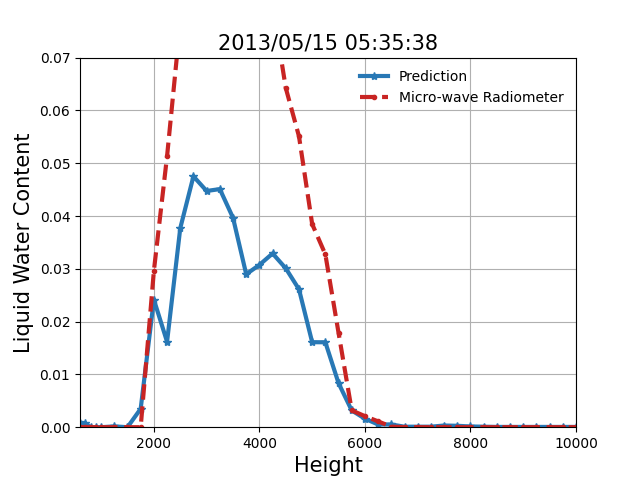 2013/05/15 05:35:38
0.07
0.06
0.05
0.04
0.03
0.02
0.01
0.00
Liquid Water Content
Prediction
Micro-wave Radiometer
2000 4000 6000 8000 10000
Height